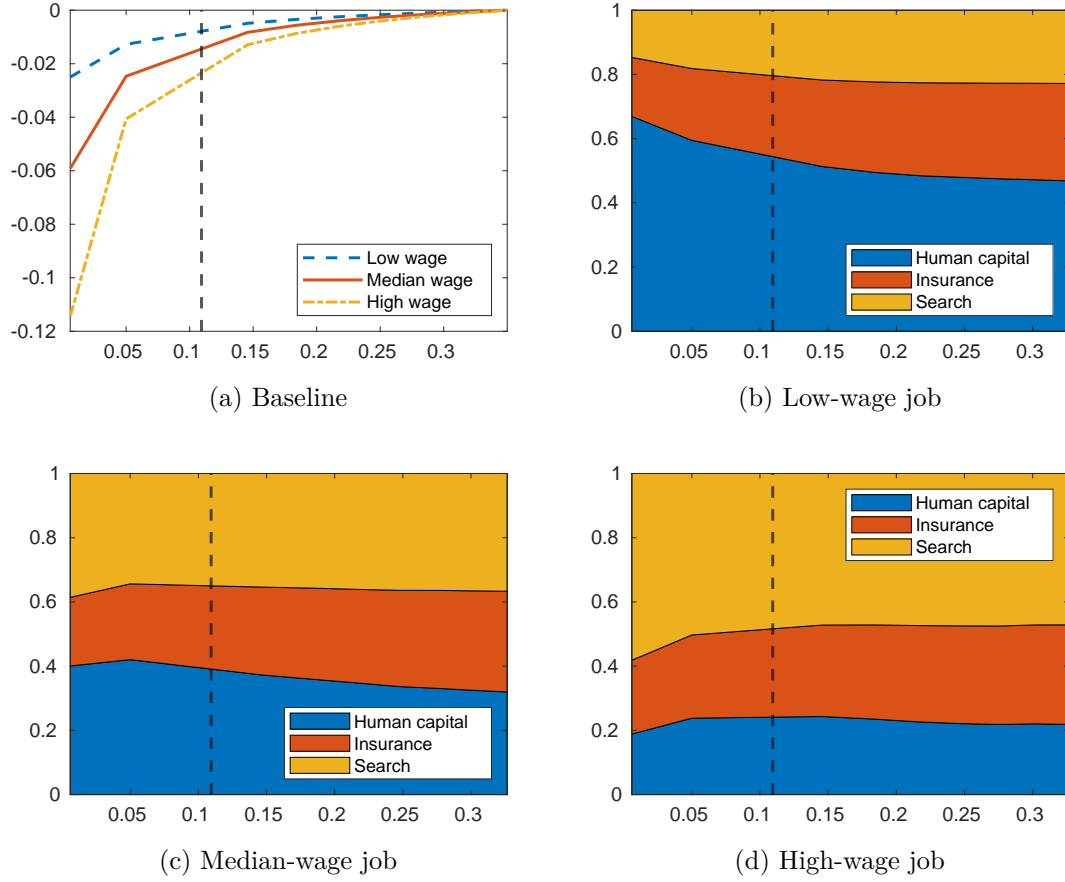 0
-0.02
-0.04
-0.06
-0.08
-0.1
-0.12
Low wage
Median wage
High wage
0.05 0.1 0.15 0.2 0.25 0.3
(a) Baseline
1
0.8
0.6
0.4
0.2
0
Human capital
Insurance
Search
0.05 0.1 0.15 0.2 0.25 0.3
(b) Low-wage job
1
0.8
0.6
0.4
0.2
0
Human capital
Insurance
Search
0.05 0.1 0.15 0.2 0.25 0.3
(c) Median-wage job
1
0.8
0.6
0.4
0.2
0
Human capital
Insurance
Search
0.05 0.1 0.15 0.2 0.25 0.3
(d) High-wage job